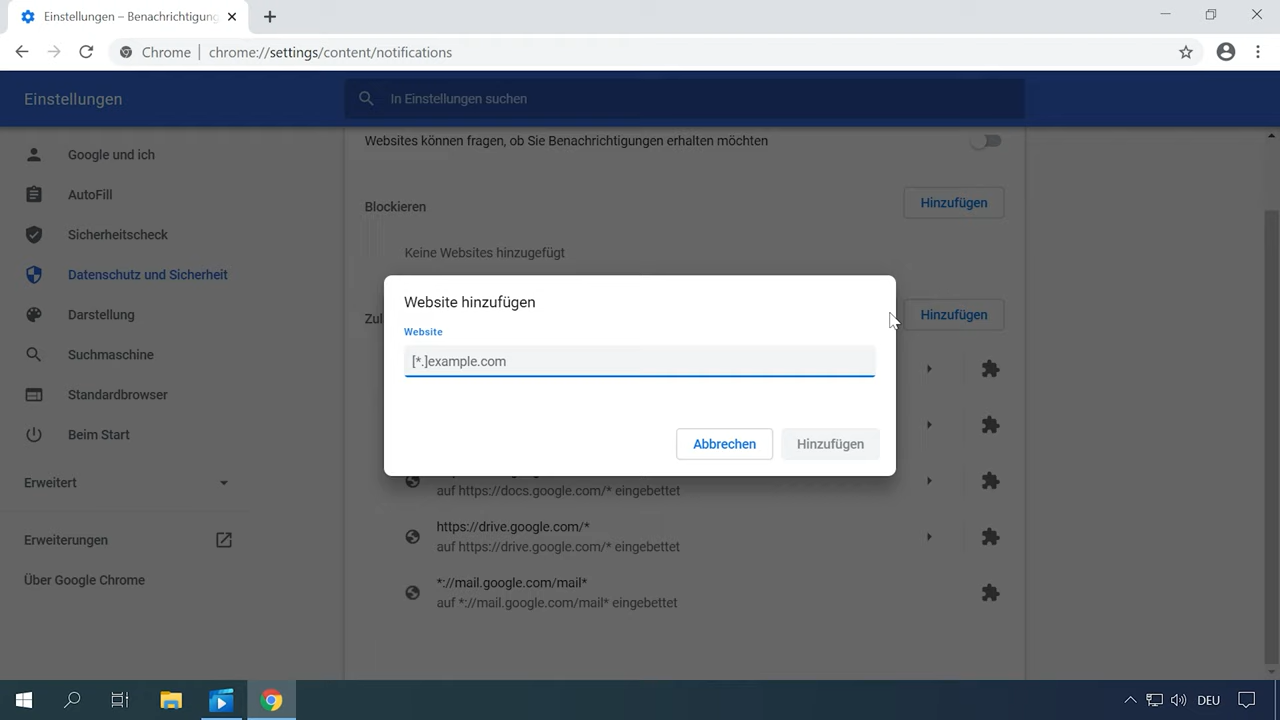 Einstellungen – Benachrichtigung
Chrome | chrome://settings/content/notifications
Einstellungen
In Einstellungen suchen
Google und ich
AutoFill
Sicherheitscheck
Datenschutz und Sicherheit
Darstellung
Suchmaschine
Standardbrowser
Beim Start
Erweitert
Erweiterungen
Über Google Chrome
Websites können fragen, ob Sie Benachrichtigungen erhalten möchten
Blockieren
Hinzufügen
Keine Websites hinzugefügt
Hinzufügen
Website hinzufügen
Website
[*.]example.com
Abbrechen
Hinzufügen
auf https://docs.google.com/* eingebettet
https://drive.google.com/*
auf https://drive.google.com/* eingebettet
*://mail.google.com/mail*
auf *://mail.google.com/mail* eingebettet
DEU